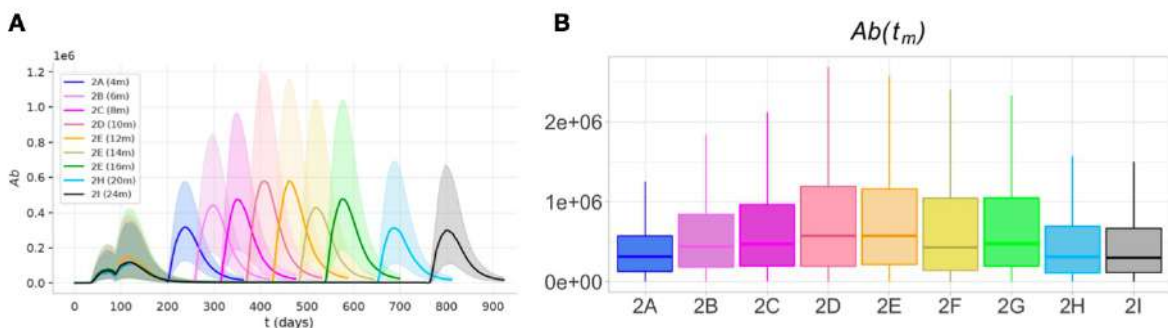 A
1e6
1.2
1.0
0.8
0.6
0.4
0.2
0.0
Ab
2A (4m)
2B (6m)
2C (8m)
2D (10m)
2E (12m)
2E (14m)
2E (16m)
2H (20m)
2I (24m)
0 100 200 300 400 500 600 700 800 900
t (days)
B
Ab(tm)
2e+06
1e+06
0e+00
2A 2B 2C 2D 2E 2F 2G 2H 2I